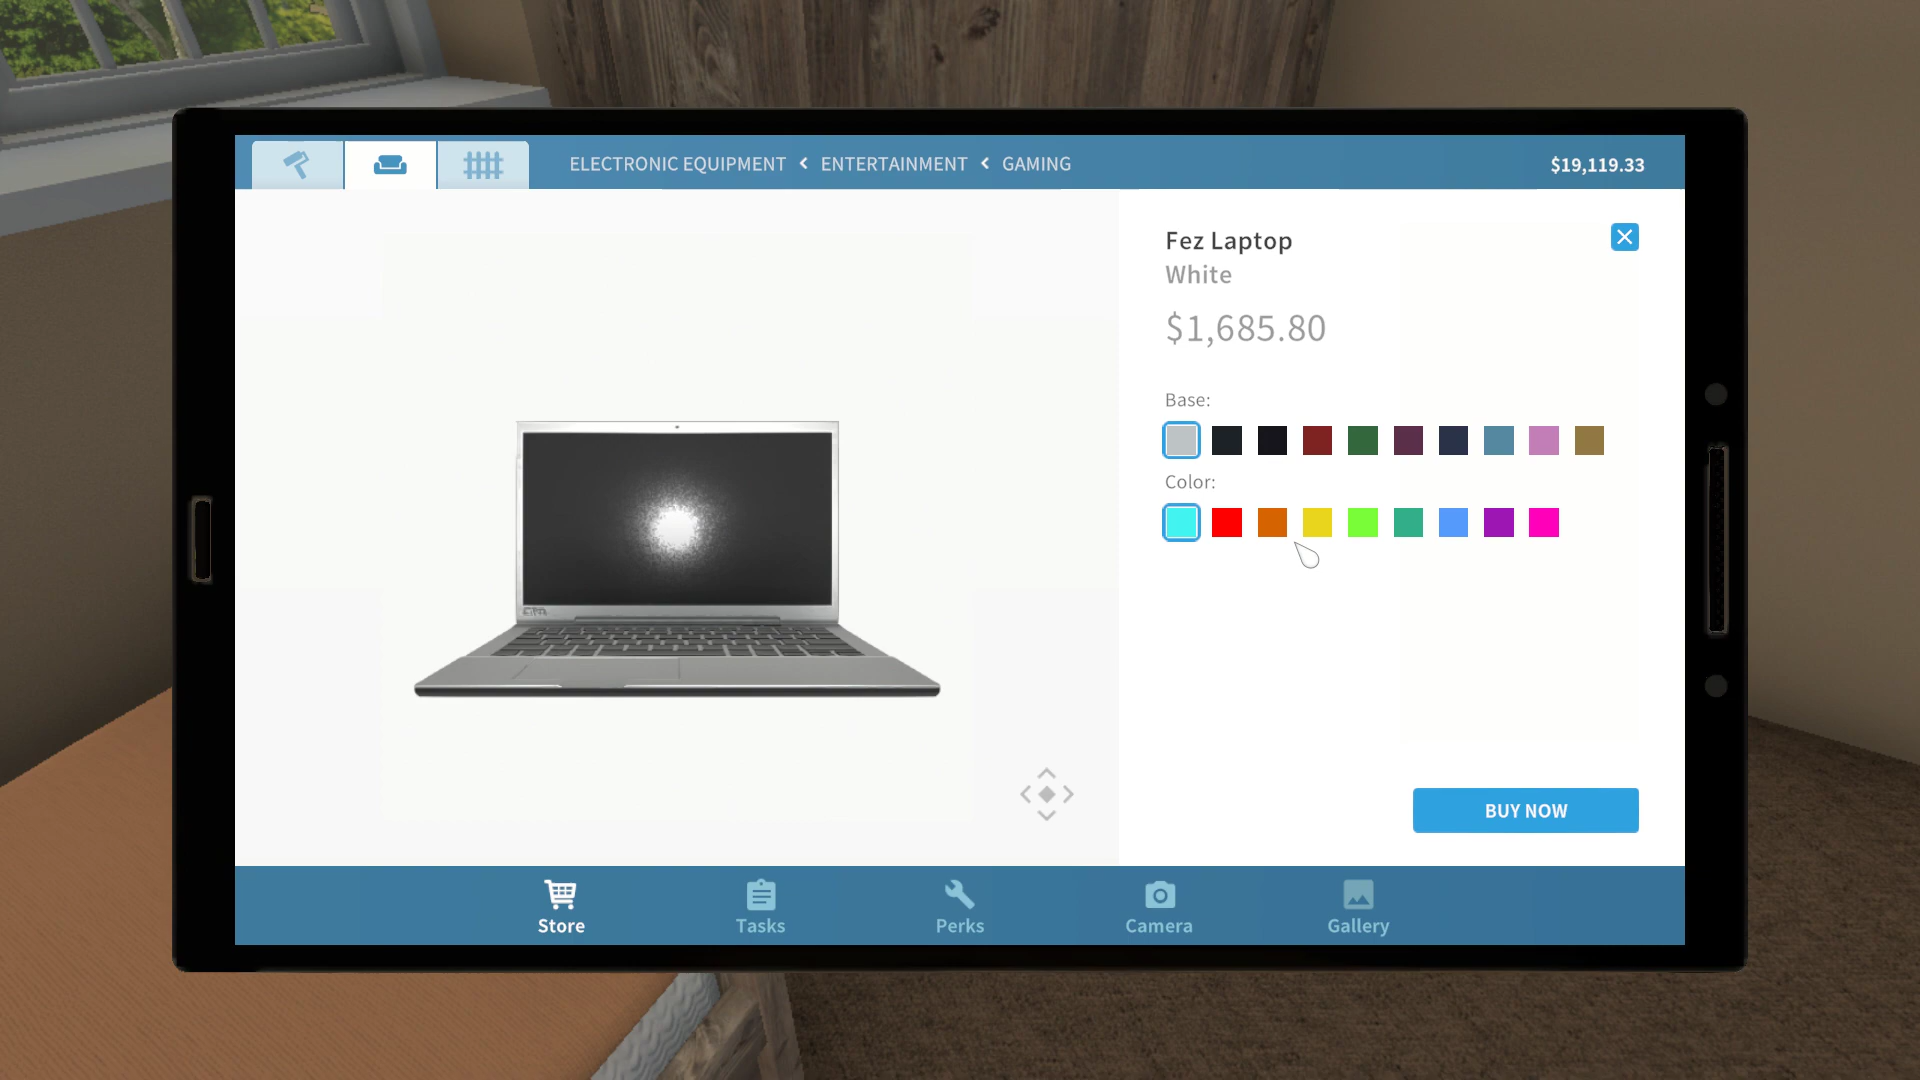 ELECTRONIC EQUIPMENT < ENTERTAINMENT < GAMING
$19,119.33
Fez Laptop
White
$1,685.80
Base:
Color:
BUY NOW
Store
Tasks
Perks
Camera
Gallery